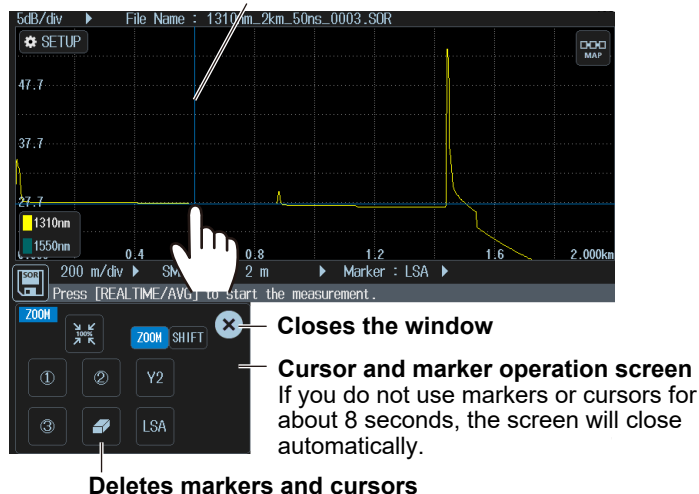 5dB/div ▶ File Name : 1310nm_2km_50ns_0003.SOR
SETUP
MAP
47.7
37.7
27.7
1310nm
1550nm
0.4 0.8 1.2 1.6 2.000km
SOR 200 m/div ▶ SM 2 m ▶ Marker : LSA ▶
Press [REALTIME/AVG] to start the measurement.
ZOOM
100%
ZOOM SHIFT
Closes the window
① ② Y2
③ LSA
Cursor and marker operation screen
If you do not use markers or cursors for
about 8 seconds, the screen will close
automatically.
Deletes markers and cursors